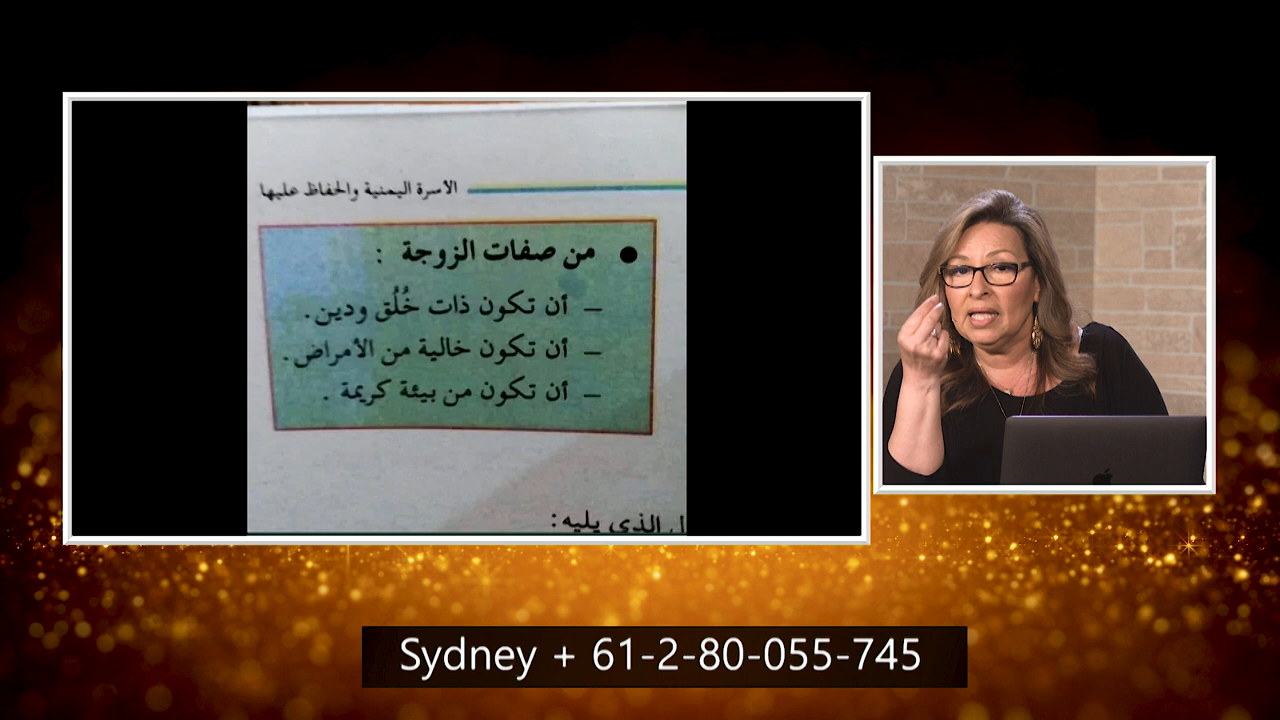 الأسرة اليمنية والحفاظ عليها
● من صفات الزوجة :
– أن تكون ذات خُلُق ودين.
– أن تكون خالية من الأمراض.
– أن تكون من بيئة كريمة .
الذي يليه:
Sydney + 61-2-80-055-745